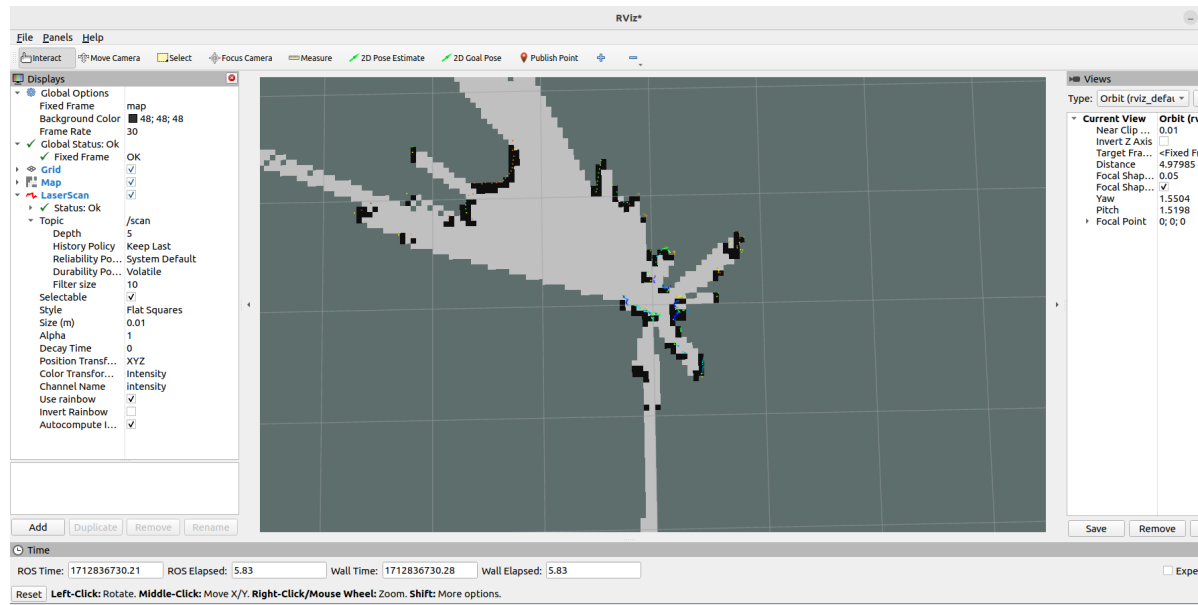 RViz*
File Panels Help
Interact Move Camera Select Focus Camera Measure 2D Pose Estimate 2D Goal Pose Publish Point
Displays
Global Options
Fixed Frame map
Background Color 48; 48; 48
Frame Rate 30
Global Status: Ok
Fixed Frame OK
Grid
Map
LaserScan
Status: Ok
Topic /scan
Depth 5
History Policy Keep Last
Reliability Po... System Default
Durability Po... Volatile
Filter size 10
Selectable
Style Flat Squares
Size (m) 0.01
Alpha 1
Decay Time 0
Position Transf... XYZ
Color Transfor... Intensity
Channel Name intensity
Use rainbow
Invert Rainbow
Autocompute I...
Add Duplicate Remove Rename
Views
Type: Orbit (rviz_defau
Current View Orbit (rv
Near Clip ... 0.01
Invert Z Axis
Target Fra... <Fixed Fr
Distance 4.97985
Focal Shap... 0.05
Focal Shap...
Yaw 1.5504
Pitch 1.5198
Focal Point 0; 0; 0
Save Remove
Time
ROS Time: 1712836730.21 ROS Elapsed: 5.83 Wall Time: 1712836730.28 Wall Elapsed: 5.83 Expe
Reset Left-Click: Rotate. Middle-Click: Move X/Y. Right-Click/Mouse Wheel: Zoom. Shift: More options.